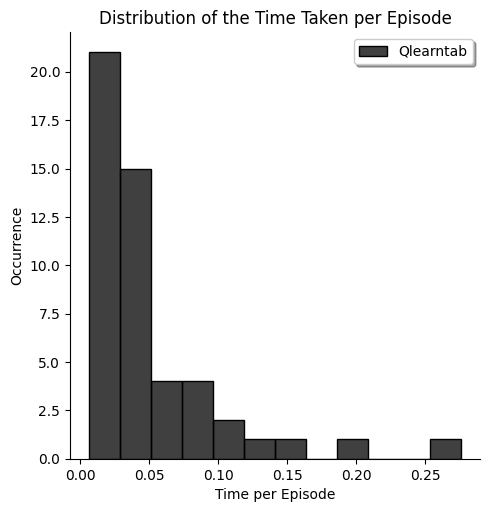 Distribution of the Time Taken per Episode
Qlearntab
20.0
17.5
15.0
12.5
10.0
7.5
5.0
2.5
0.0
Occurrence
0.00 0.05 0.10 0.15 0.20 0.25
Time per Episode